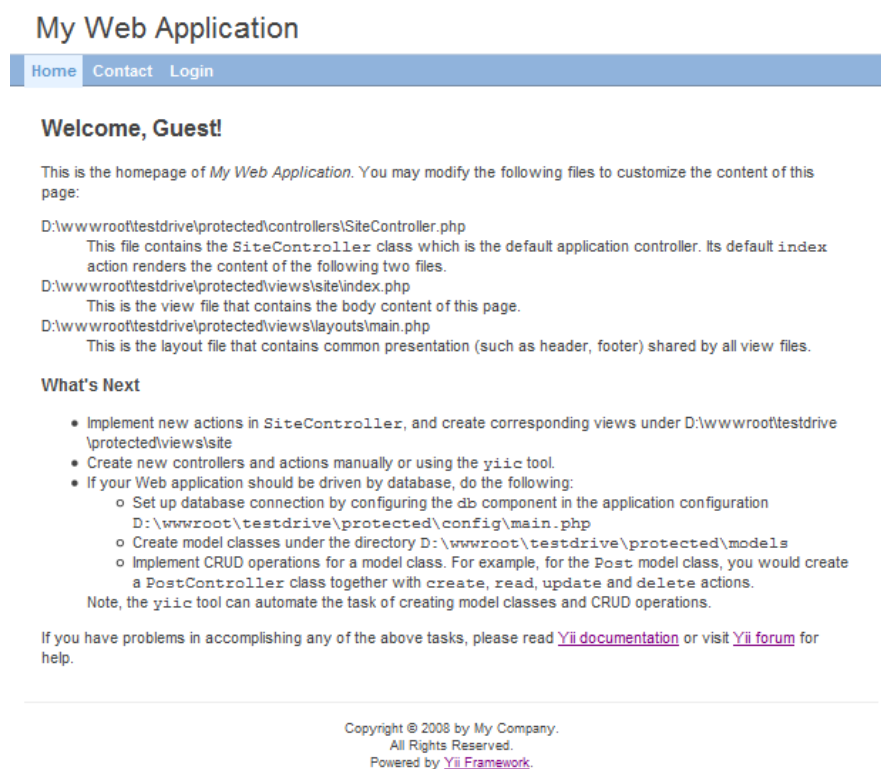 My Web Application
Home Contact Login
Welcome, Guest!
This is the homepage of My Web Application. You may modify the following files to customize the content of this
page:
D:\wwwroot\testdrive\protected\controllers\SiteController.php
This file contains the SiteController class which is the default application controller. Its default index
action renders the content of the following two files.
D:\wwwroot\testdrive\protected\views\site\index.php
This is the view file that contains the body content of this page.
D:\wwwroot\testdrive\protected\views\layouts\main.php
This is the layout file that contains common presentation (such as header, footer) shared by all view files.
What's Next
Implement new actions in SiteController, and create corresponding views under D:\wwwroot\testdrive
\protected\views\site
Create new controllers and actions manually or using the yiic tool.
If your Web application should be driven by database, do the following:
Set up database connection by configuring the db component in the application configuration
D:\wwwroot\testdrive\protected\config\main.php
Create model classes under the directory D:\wwwroot\testdrive\protected\models
Implement CRUD operations for a model class. For example, for the Post model class, you would create
a PostController class together with create, read, update and delete actions.
Note, the yiic tool can automate the task of creating model classes and CRUD operations.
If you have problems in accomplishing any of the above tasks, please read Yii documentation or visit Yii forum for
help.
Copyright © 2008 by My Company.
All Rights Reserved.
Powered by Yii Framework.